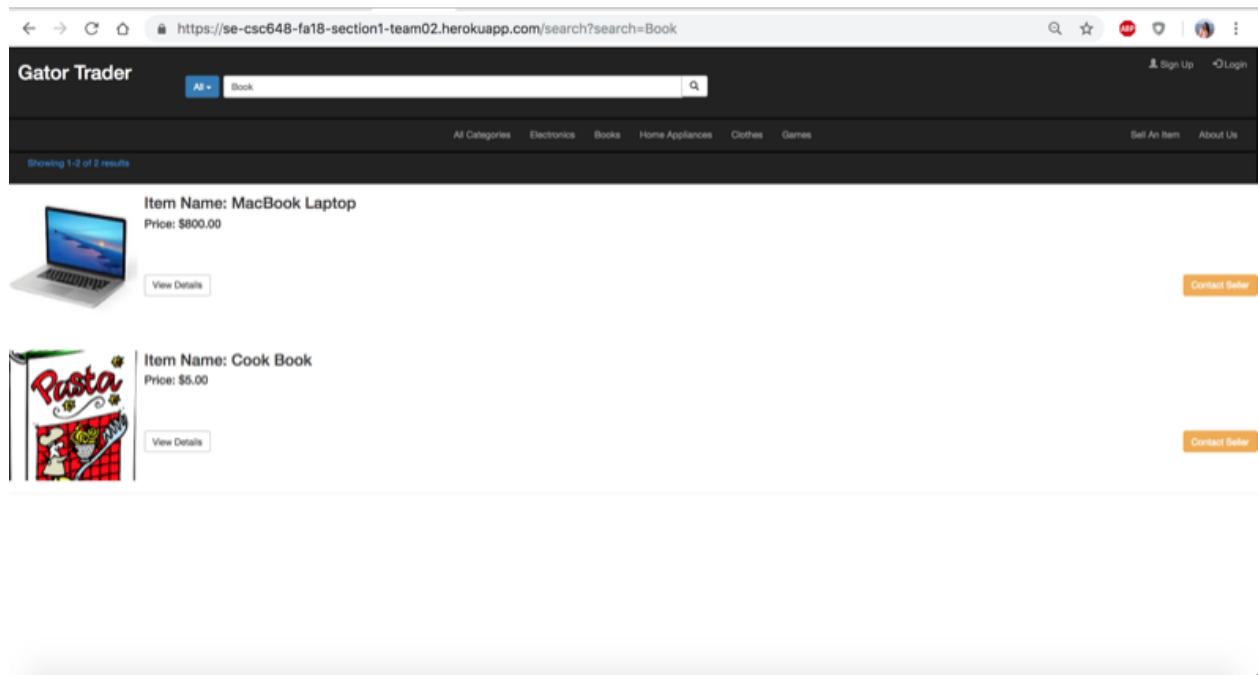 https://se-csc648-fa18-section1-team02.herokuapp.com/search?search=Book
ABP
Gator Trader
Sign Up
Login
All
Book
All Categories
Electronics
Books
Home Appliances
Clothes
Games
Sell An Item
About Us
Showing 1-2 of 2 results
Item Name: MacBook Laptop
Price: $800.00
View Details
Contact Seller
Pasta
Item Name: Cook Book
Price: $5.00
View Details
Contact Seller